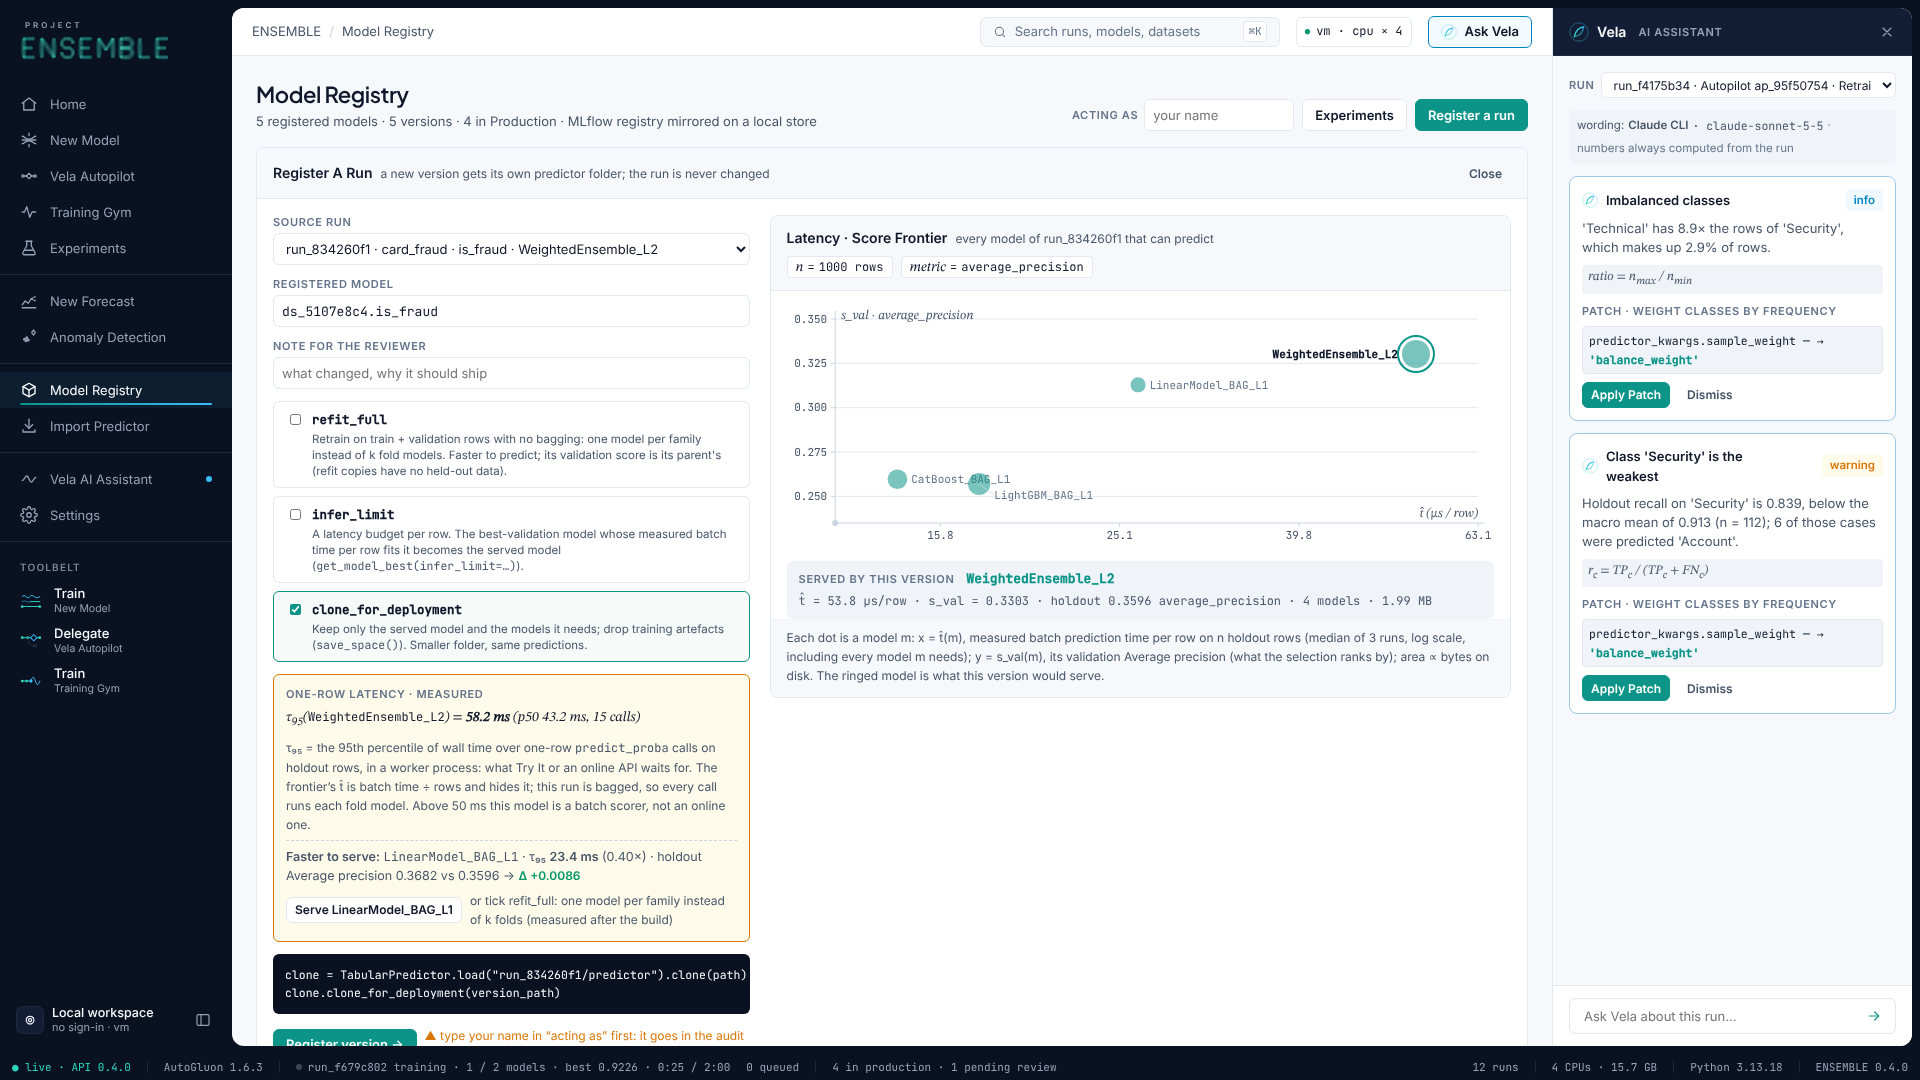 PROJECT
ENSEMBLE
Home
New Model
Vela Autopilot
Training Gym
Experiments
New Forecast
Anomaly Detection
Model Registry
Import Predictor
Vela AI Assistant
Settings
TOOLBELT
Train
New Model
Delegate
Vela Autopilot
Train
Training Gym
Local workspace
no sign-in · vm
ENSEMBLE / Model Registry
Search runs, models, datasets ⌘K
vm · cpu × 4
Ask Vela
Model Registry
5 registered models · 5 versions · 4 in Production · MLflow registry mirrored on a local store
ACTING AS your name
Experiments
Register a run
Register A Run a new version gets its own predictor folder; the run is never changed
Close
SOURCE RUN
run_834260f1 · card_fraud · is_fraud · WeightedEnsemble_L2
REGISTERED MODEL
ds_5107e8c4.is_fraud
NOTE FOR THE REVIEWER
what changed, why it should ship
refit_full
Retrain on train + validation rows with no bagging: one model per family
instead of k fold models. Faster to predict; its validation score is its parent's
(refit copies have no held-out data).
infer_limit
A latency budget per row. The best-validation model whose measured batch
time per row fits it becomes the served model
(get_model_best(infer_limit=…)).
clone_for_deployment
Keep only the served model and the models it needs; drop training artefacts
(save_space()). Smaller folder, same predictions.
ONE-ROW LATENCY · MEASURED
τ95(WeightedEnsemble_L2) = 58.2 ms (p50 43.2 ms, 15 calls)
τ₉₅ = the 95th percentile of wall time over one-row predict_proba calls on
holdout rows, in a worker process: what Try It or an online API waits for. The
frontier's t̂ is batch time ÷ rows and hides it; this run is bagged, so every call
runs each fold model. Above 50 ms this model is a batch scorer, not an online
one.
Faster to serve: LinearModel_BAG_L1 · τ₉₅ 23.4 ms (0.40×) · holdout
Average precision 0.3682 vs 0.3596 → Δ +0.0086
Serve LinearModel_BAG_L1
or tick refit_full: one model per family instead
of k folds (measured after the build)
clone = TabularPredictor.load("run_834260f1/predictor").clone(path)
clone.clone_for_deployment(version_path)
Register version →
▲ type your name in “acting as” first: it goes in the audit
Latency · Score Frontier every model of run_834260f1 that can predict
n = 1000 rows
metric = average_precision
s_val · average_precision
0.350
0.325
0.300
0.275
0.250
WeightedEnsemble_L2
LinearModel_BAG_L1
CatBoost_BAG_L1
LightGBM_BAG_L1
t̂ (μs / row)
15.8 25.1 39.8 63.1
SERVED BY THIS VERSION WeightedEnsemble_L2
t̂ = 53.8 μs/row · s_val = 0.3303 · holdout 0.3596 average_precision · 4 models · 1.99 MB
Each dot is a model m: x = t̂(m), measured batch prediction time per row on n holdout rows (median of 3 runs, log scale,
including every model m needs); y = s_val(m), its validation Average precision (what the selection ranks by); area ∝ bytes on
disk. The ringed model is what this version would serve.
Vela AI ASSISTANT
RUN run_f4175b34 · Autopilot ap_95f50754 · Retrai
wording: Claude CLI · claude-sonnet-5-5 ·
numbers always computed from the run
Imbalanced classes info
'Technical' has 8.9× the rows of 'Security',
which makes up 2.9% of rows.
ratio = nmax / nmin
PATCH · WEIGHT CLASSES BY FREQUENCY
predictor_kwargs.sample_weight — →
'balance_weight'
Apply Patch
Dismiss
Class 'Security' is the
weakest
warning
Holdout recall on 'Security' is 0.839, below the
macro mean of 0.913 (n = 112); 6 of those cases
were predicted 'Account'.
rc = TPc / (TPc + FNc)
PATCH · WEIGHT CLASSES BY FREQUENCY
predictor_kwargs.sample_weight — →
'balance_weight'
Apply Patch
Dismiss
Ask Vela about this run... →
live · API 0.4.0
AutoGluon 1.6.3
run_f679c802 training · 1 / 2 models · best 0.9226 · 0:25 / 2:00 0 queued
4 in production · 1 pending review
12 runs
4 CPUs · 15.7 GB
Python 3.13.18
ENSEMBLE 0.4.0